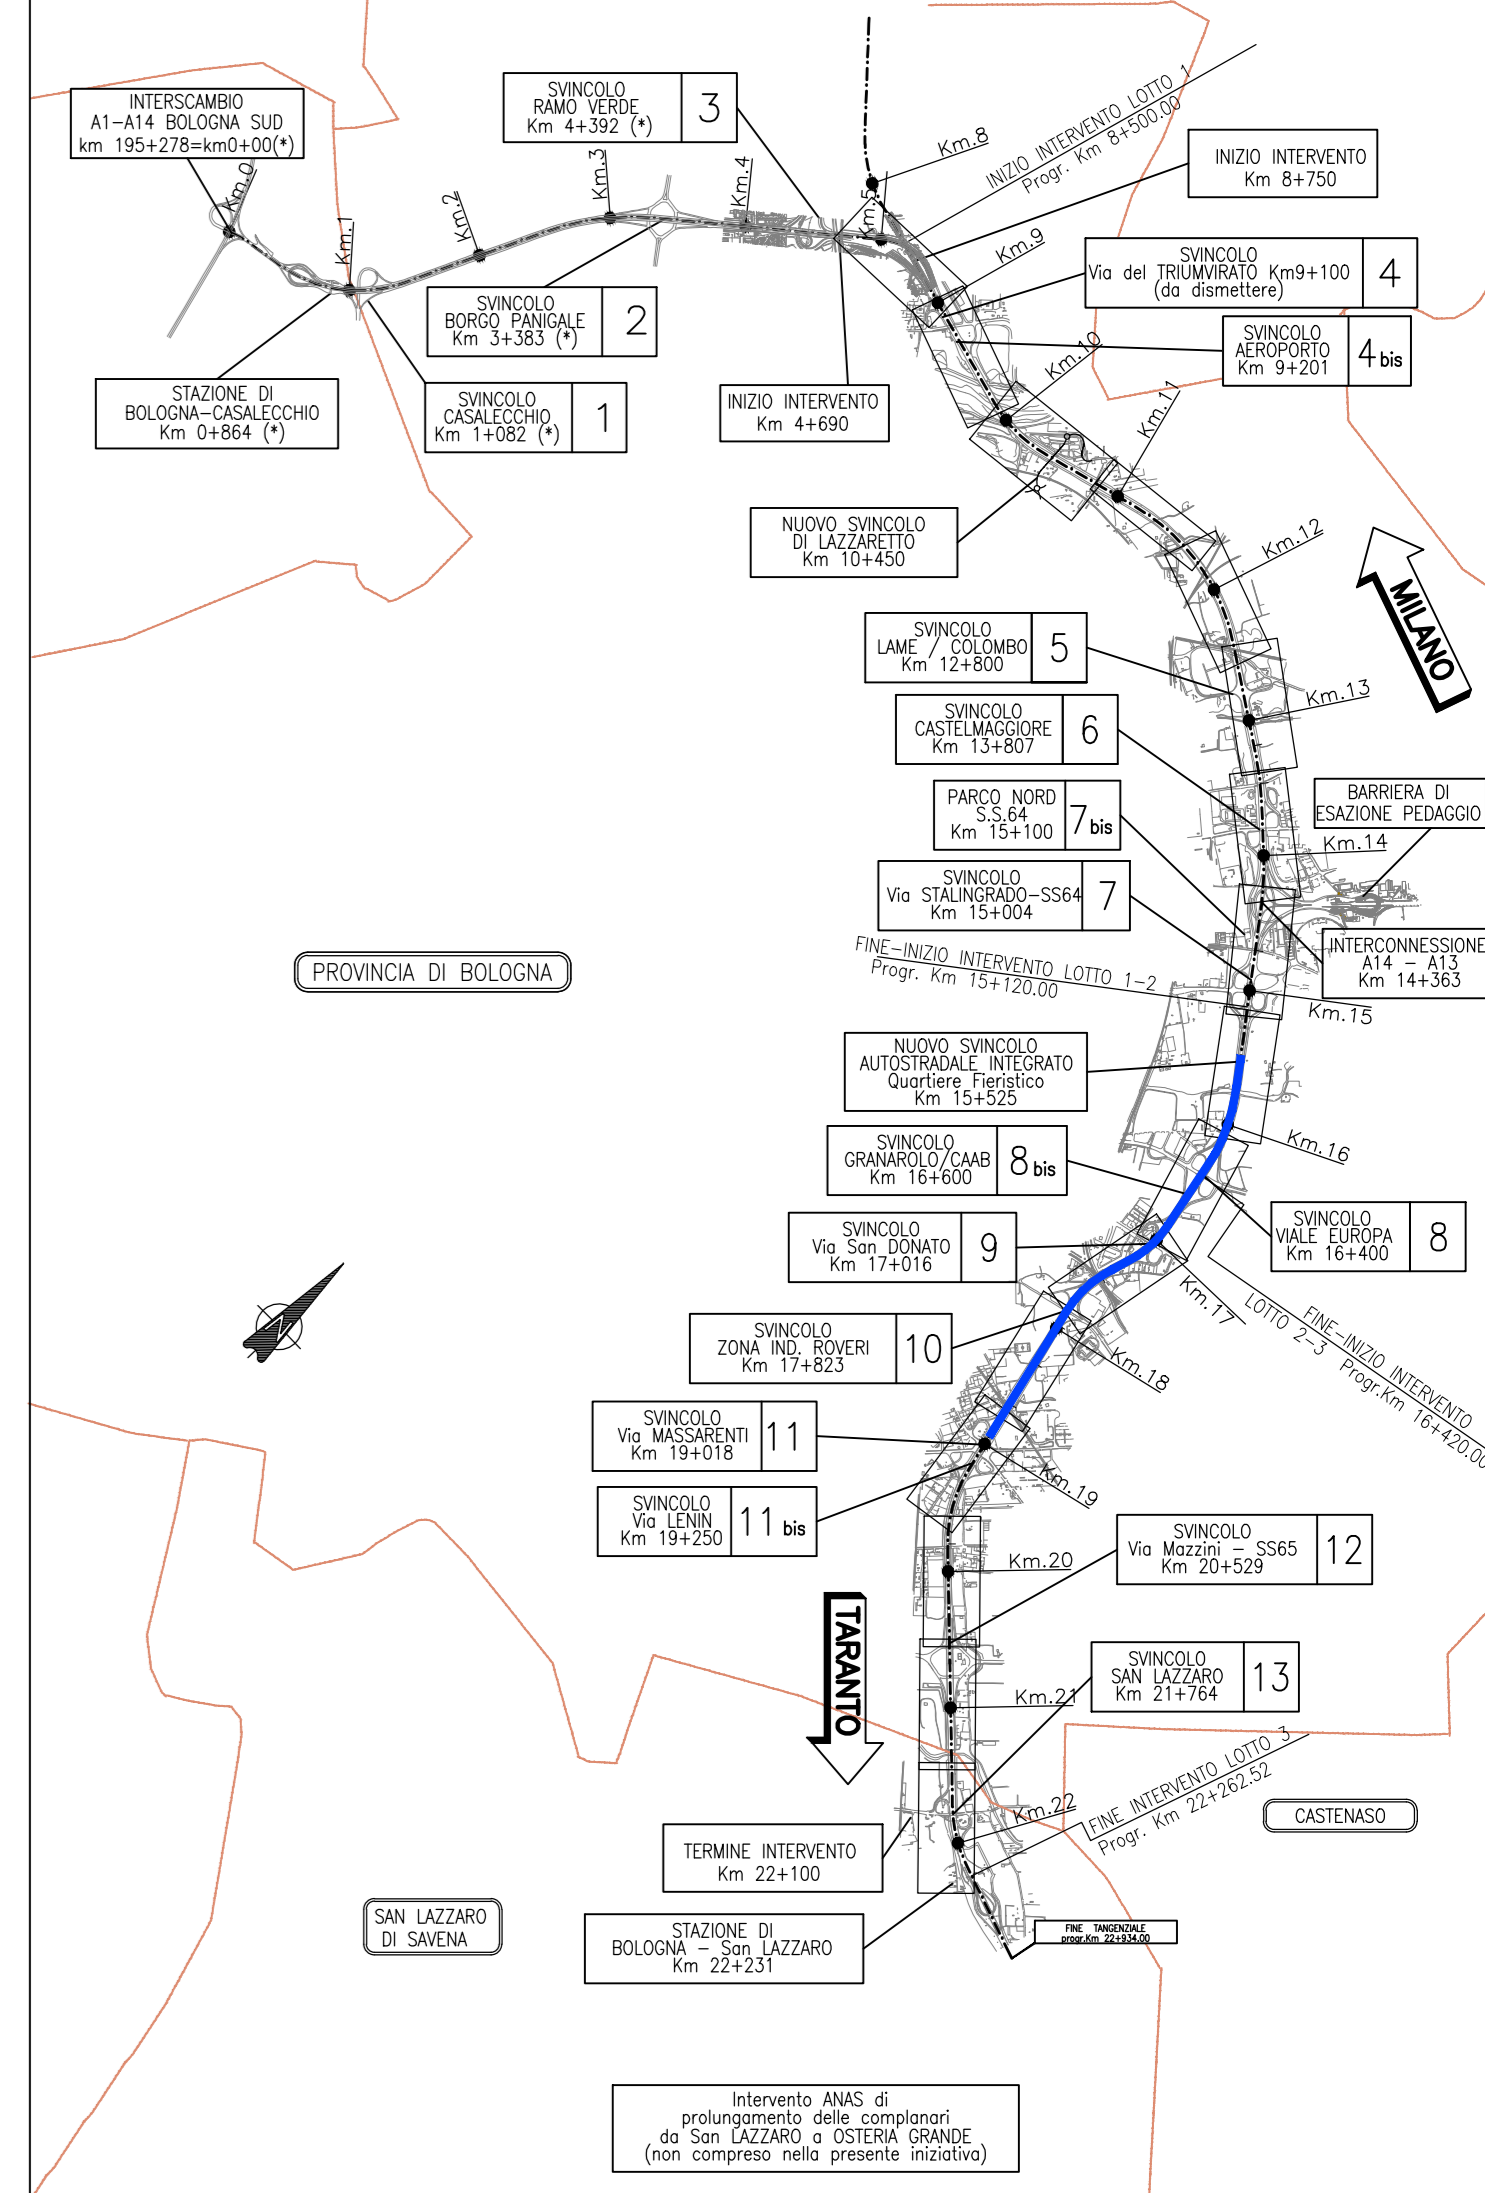 INTERSCAMBIO
A1-A14 BOLOGNA SUD
km 195+278=km0+00(*)
SVINCOLO
RAMO VERDE
Km 4+392 (*)
3
Km.0
Km.1
Km.2
Km.3
Km.4
Km.5
Km.8
INIZIO INTERVENTO LOTTO 1
Progr. Km 8+500.00
INIZIO INTERVENTO
Km 8+750
Km.9
SVINCOLO
Via del TRIUMVIRATO Km9+100
(da dismettere)
4
SVINCOLO
BORGO PANIGALE
Km 3+383 (*)
2
SVINCOLO
AEROPORTO
Km 9+201
4 bis
STAZIONE DI
BOLOGNA-CASALECCHIO
Km 0+864 (*)
SVINCOLO
CASALECCHIO
Km 1+082 (*)
1
INIZIO INTERVENTO
Km 4+690
Km.10
Km.11
NUOVO SVINCOLO
DI LAZZARETTO
Km 10+450
Km.12
MILANO
SVINCOLO
LAME / COLOMBO
Km 12+800
5
Km.13
SVINCOLO
CASTELMAGGIORE
Km 13+807
6
PARCO NORD
S.S.64
Km 15+100
7 bis
BARRIERA DI
ESAZIONE PEDAGGIO
Km.14
SVINCOLO
Via STALINGRADO-SS64
Km 15+004
7
FINE-INIZIO INTERVENTO LOTTO 1-2
Progr. Km 15+120.00
INTERCONNESSIONE
A14 - A13
Km 14+363
Km.15
PROVINCIA DI BOLOGNA
NUOVO SVINCOLO
AUTOSTRADALE INTEGRATO
Quartiere Fieristico
Km 15+525
Km.16
SVINCOLO
GRANAROLO/CAAB
Km 16+600
8 bis
SVINCOLO
VIALE EUROPA
Km 16+400
8
SVINCOLO
Via San DONATO
Km 17+016
9
Km.17
FINE-INIZIO INTERVENTO
LOTTO 2-3 Progr.Km 16+420.00
N
SVINCOLO
ZONA IND. ROVERI
Km 17+823
10
Km.18
SVINCOLO
Via MASSARENTI
Km 19+018
11
Km.19
SVINCOLO
Via LENIN
Km 19+250
11 bis
SVINCOLO
Via Mazzini - SS65
Km 20+529
12
Km.20
TARANTO
SVINCOLO
SAN LAZZARO
Km 21+764
13
Km.21
FINE INTERVENTO LOTTO 3
Progr. Km 22+262.52
Km.22
CASTENASO
TERMINE INTERVENTO
Km 22+100
SAN LAZZARO
DI SAVENA
STAZIONE DI
BOLOGNA - San LAZZARO
Km 22+231
FINE TANGENZIALE
progr.Km 22+934.00
Intervento ANAS di
prolungamento delle complanari
da San LAZZARO a OSTERIA GRANDE
(non compreso nella presente iniziativa)